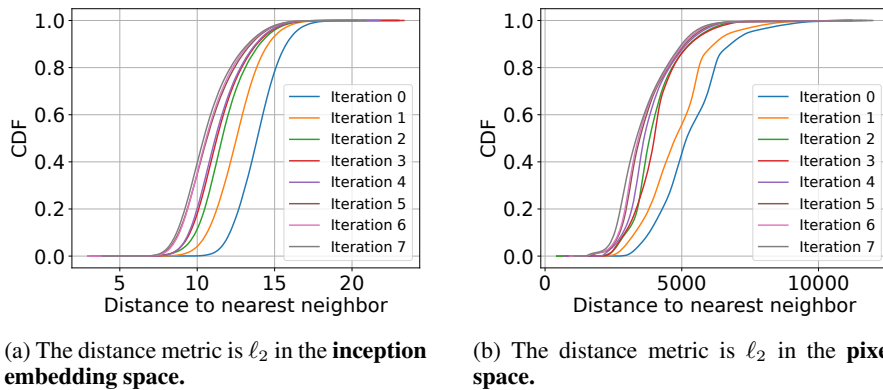 1.0
0.8
0.6
0.4
0.2
0.0
CDF
Iteration 0
Iteration 1
Iteration 2
Iteration 3
Iteration 4
Iteration 5
Iteration 6
Iteration 7
5 10 15 20
Distance to nearest neighbor
(a) The distance metric is ℓ2 in the inception
embedding space.
1.0
0.8
0.6
0.4
0.2
0.0
CDF
Iteration 0
Iteration 1
Iteration 2
Iteration 3
Iteration 4
Iteration 5
Iteration 6
Iteration 7
0 5000 10000
Distance to nearest neighbor
(b) The distance metric is ℓ2 in the pixe
space.